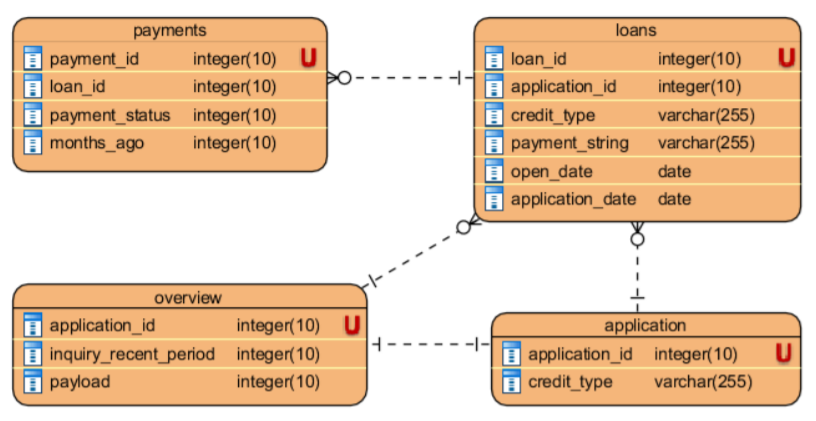 payments
payment_id integer(10) U
loan_id integer(10)
payment_status integer(10)
months_ago integer(10)
loans
loan_id integer(10) U
application_id integer(10)
credit_type varchar(255)
payment_string varchar(255)
open_date date
application_date date
overview
application_id integer(10) U
inquiry_recent_period integer(10)
payload integer(10)
application
application_id integer(10) U
credit_type varchar(255)